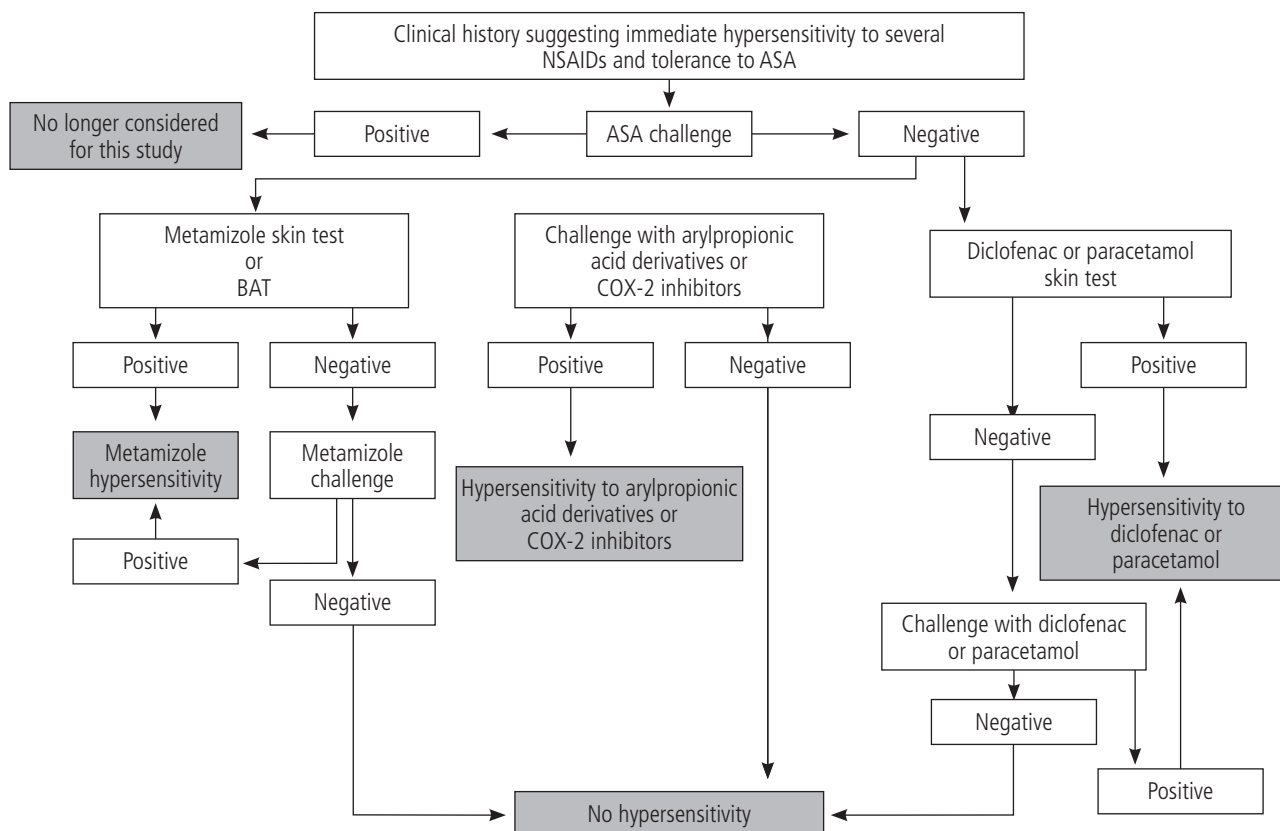 Clinical history suggesting immediate hypersensitivity to several
NSAIDs and tolerance to ASA
No longer considered
for this study
Positive
ASA challenge
Negative
Metamizole skin test
or
BAT
Challenge with arylpropionic
acid derivatives or
COX-2 inhibitors
Diclofenac or paracetamol
skin test
Positive
Negative
Positive
Negative
Positive
Negative
Metamizole
hypersensitivity
Metamizole
challenge
Hypersensitivity to arylpropionic
acid derivatives or
COX-2 inhibitors
Hypersensitivity to
diclofenac or
paracetamol
Positive
Negative
Challenge with diclofenac
or paracetamol
Negative
Positive
No hypersensitivity